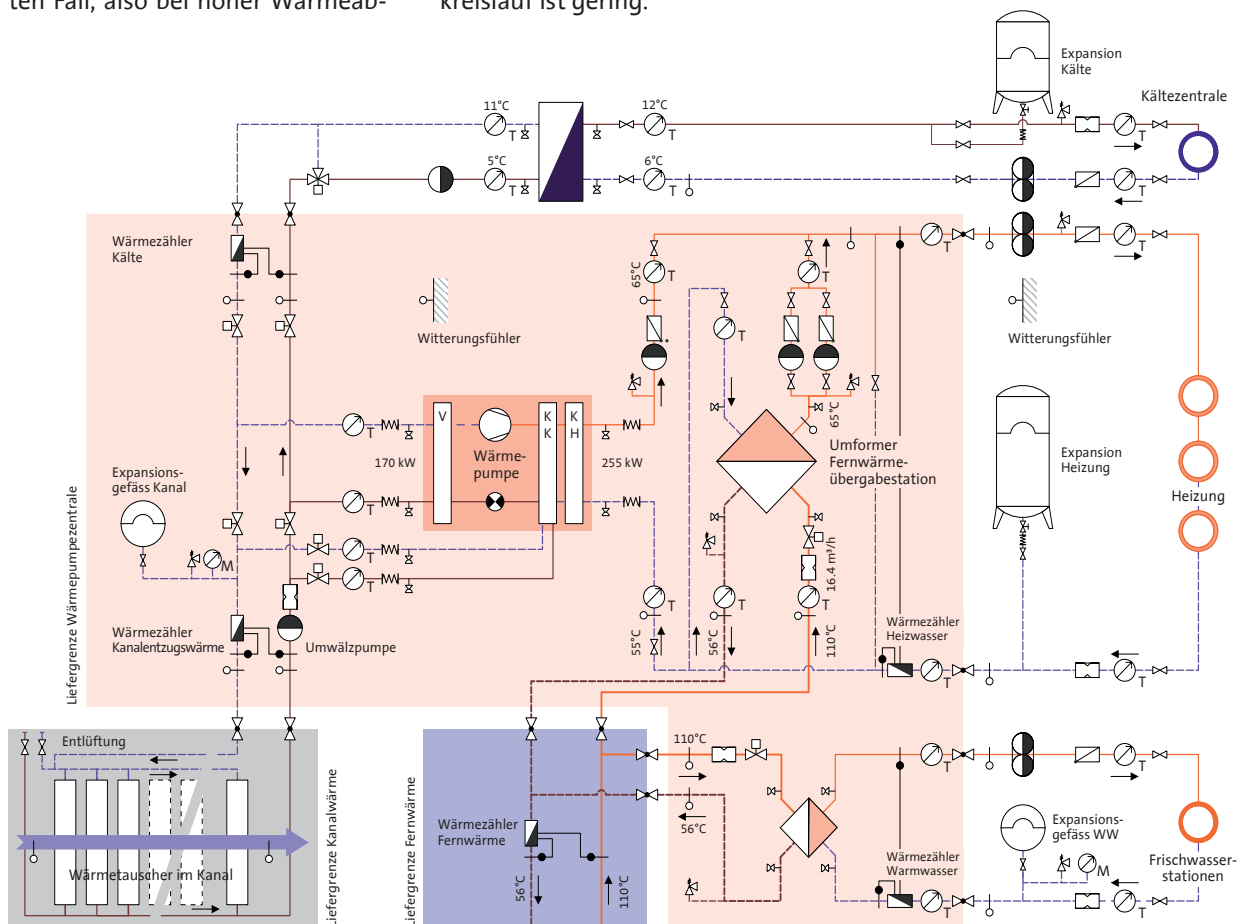 ten Fall, also bei hoher Wärmeab-
kreislauf ist gering.
Expansion
Kälte
Kältezentrale
11°C
T
12°C
T
T
5°C
T
6°C
T
T
Wärmezähler
Kälte
65°C
T
T
T
T
Witterungsfühler
T
Witterungsfühler
V
K
K
K
H
T
170 kW
Wärme-
pumpe
255 kW
65°C
Umformer
Fernwärme-
übergabestation
Expansion
Heizung
Heizung
Expansions-
gefäss Kanal
T
M
T
T
16.4 m³/h
Liefergrenze Wärmepumpezentrale
Wärmezähler
Kanalentzugswärme
Umwälzpumpe
T
55°C
T
56°C
T
110°C
Wärmezähler
Heizwasser
T
T
Entlüftung
Wärmetauscher im Kanal
Liefergrenze Kanalwärme
Liefergrenze Fernwärme
Wärmezähler
Fernwärme
56°C
110°C
110°C
56°C
T
T
Wärmezähler
Warmwasser
T
Expansions-
gefäss WW
M
T
Frischwasser-
stationen